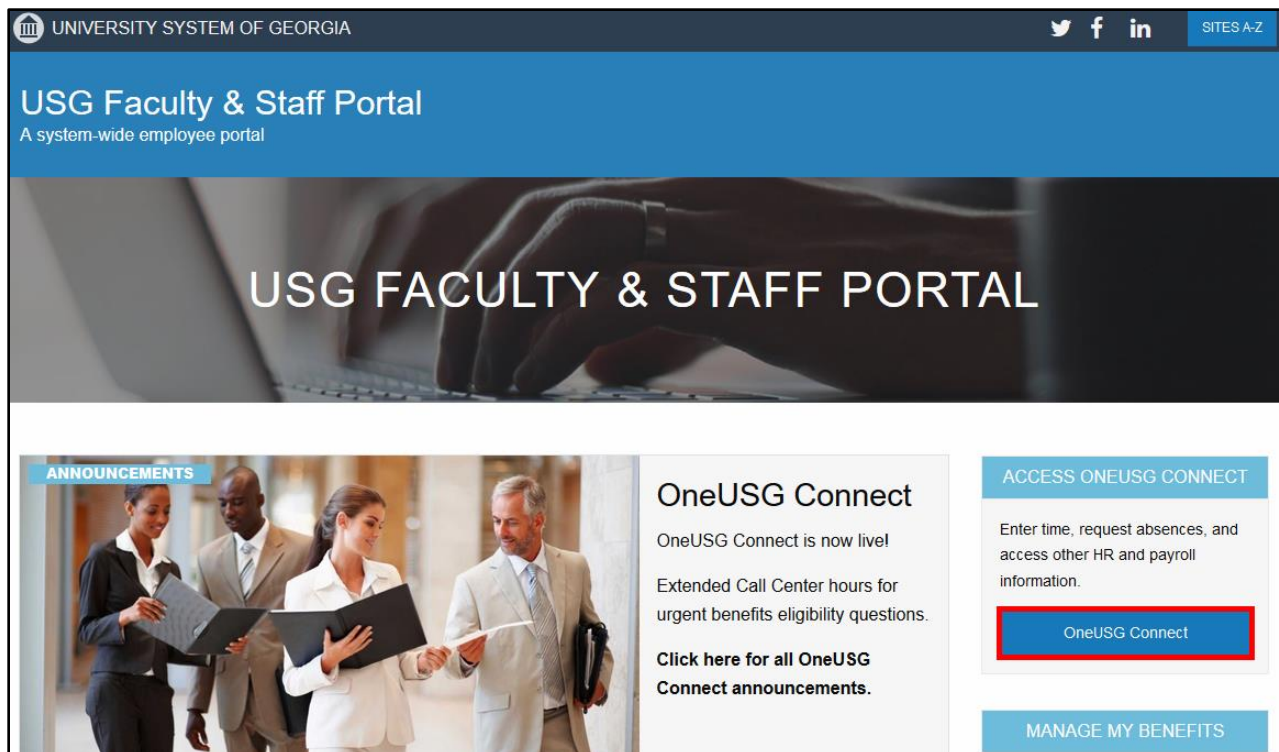 UNIVERSITY SYSTEM OF GEORGIA
f in SITES A-Z
USG Faculty & Staff Portal
A system-wide employee portal
USG FACULTY & STAFF PORTAL
ANNOUNCEMENTS
OneUSG Connect
OneUSG Connect is now live!
Extended Call Center hours for
urgent benefits eligibility questions.
Click here for all OneUSG
Connect announcements.
ACCESS ONEUSG CONNECT
Enter time, request absences, and
access other HR and payroll
information.
OneUSG Connect
MANAGE MY BENEFITS